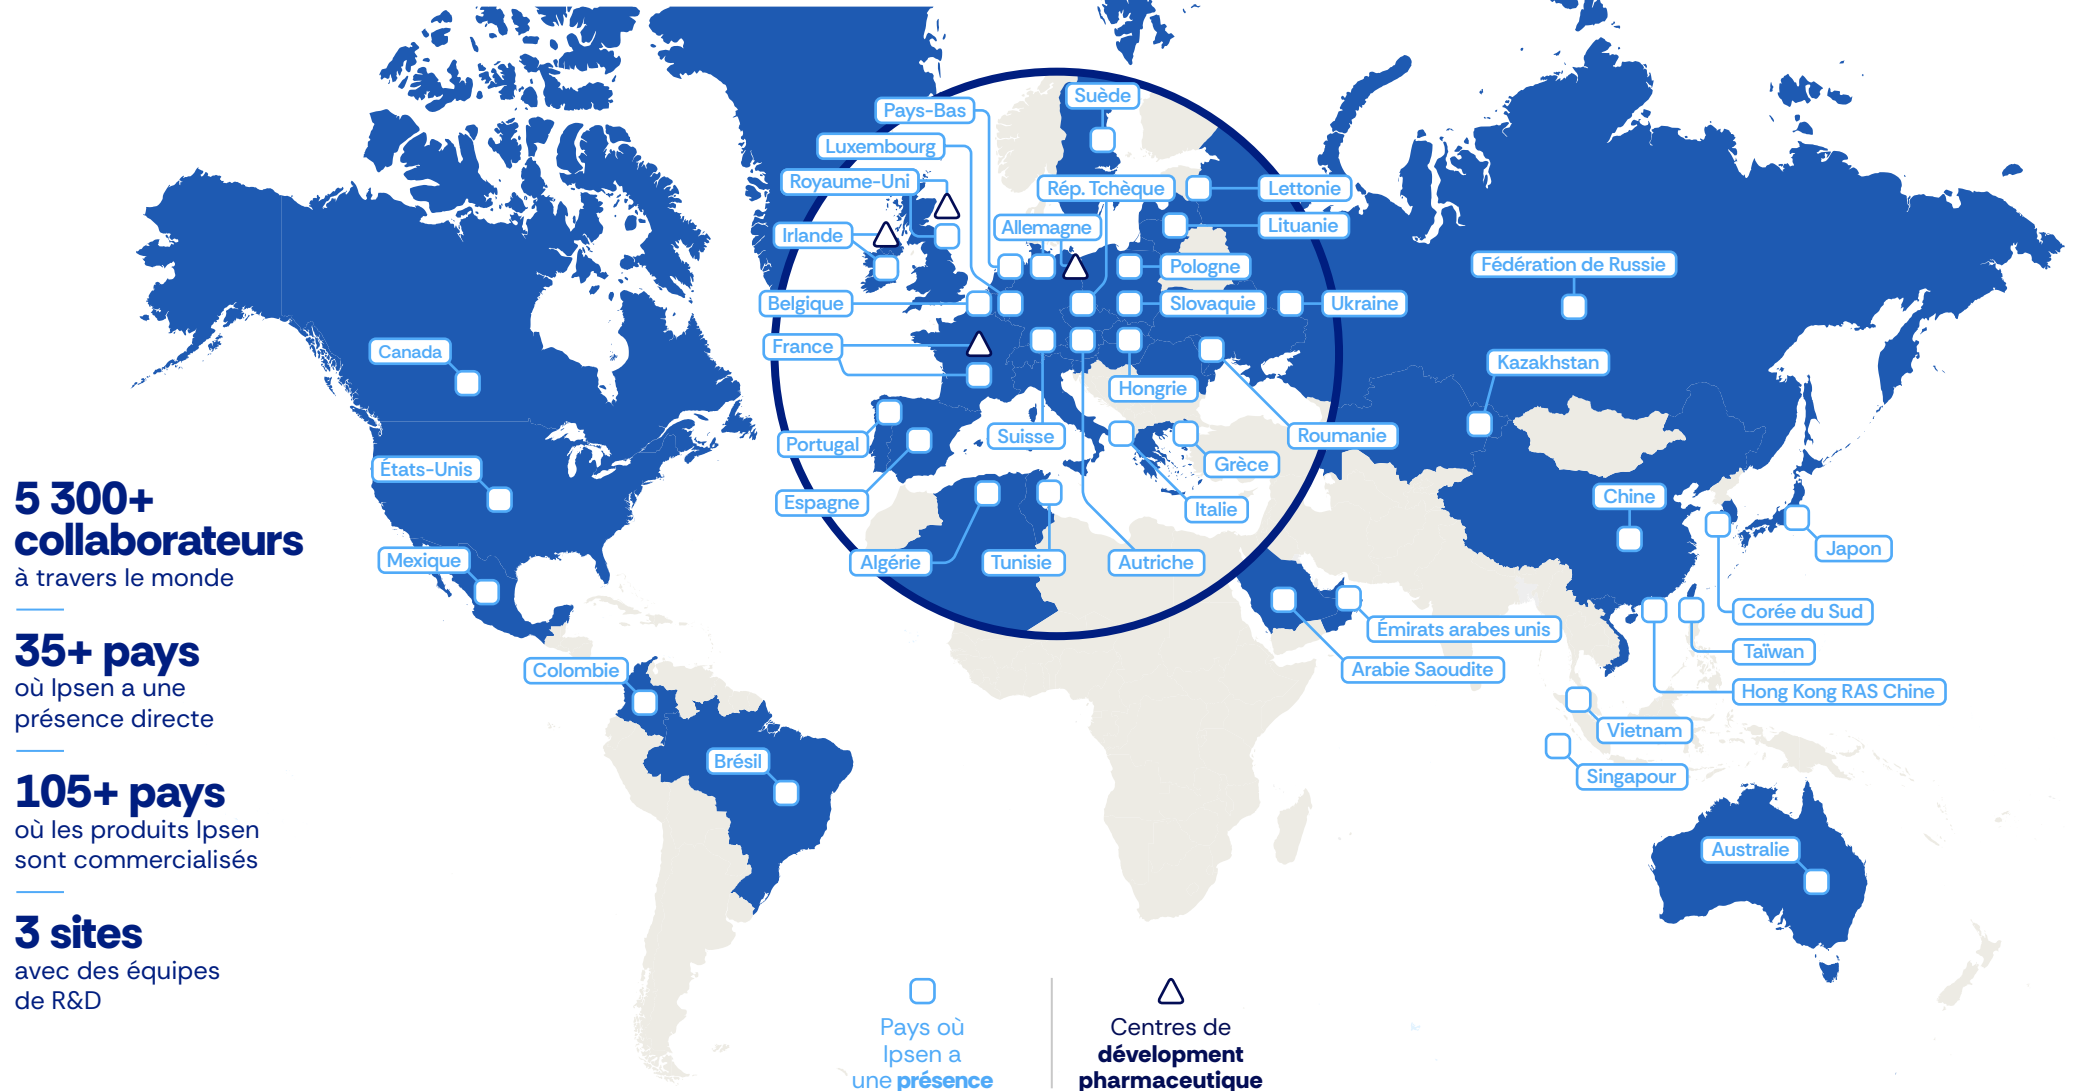 5 300+
collaborateurs
à travers le monde
35+ pays
où Ipsen a une
présence directe
105+ pays
où les produits Ipsen
sont commercialisés
3 sites
avec des équipes
de R&D
Canada
États-Unis
Mexique
Colombie
Brésil
Suède
Pays-Bas
Luxembourg
Royaume-Uni
Rép. Tchèque
Lettonie
Irlande
Allemagne
Lituanie
Pologne
Belgique
Slovaquie
Ukraine
France
Hongrie
Portugal
Suisse
Roumanie
Grèce
Espagne
Italie
Algérie
Tunisie
Autriche
Fédération de Russie
Kazakhstan
Chine
Japon
Émirats arabes unis
Corée du Sud
Arabie Saoudite
Taïwan
Hong Kong RAS Chine
Vietnam
Singapour
Australie
Pays où
Ipsen a
une présence
Centres de
dévelopment
pharmaceutique